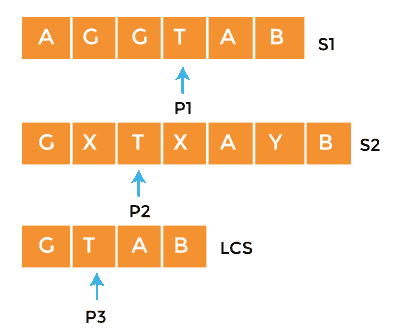 A G G T A B S1
P1
G X T X A Y B S2
P2
G T A B LCS
P3